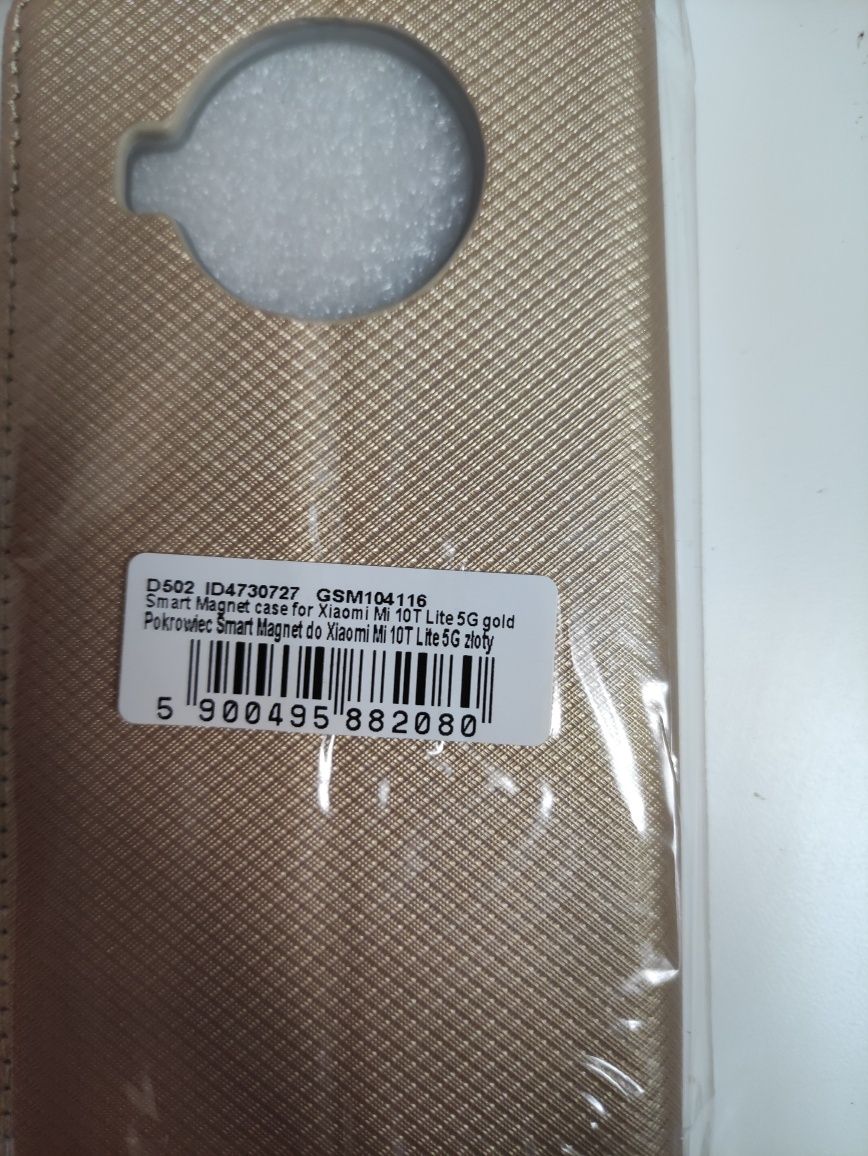 D502 ID4730727 GSM104116
Smart Magnet case for Xiaomi Mi 10T Lite 5G gold
Pokrowiec Smart Magnet do Xiaomi Mi 10T Lite 5G złoty
5 900495 882080